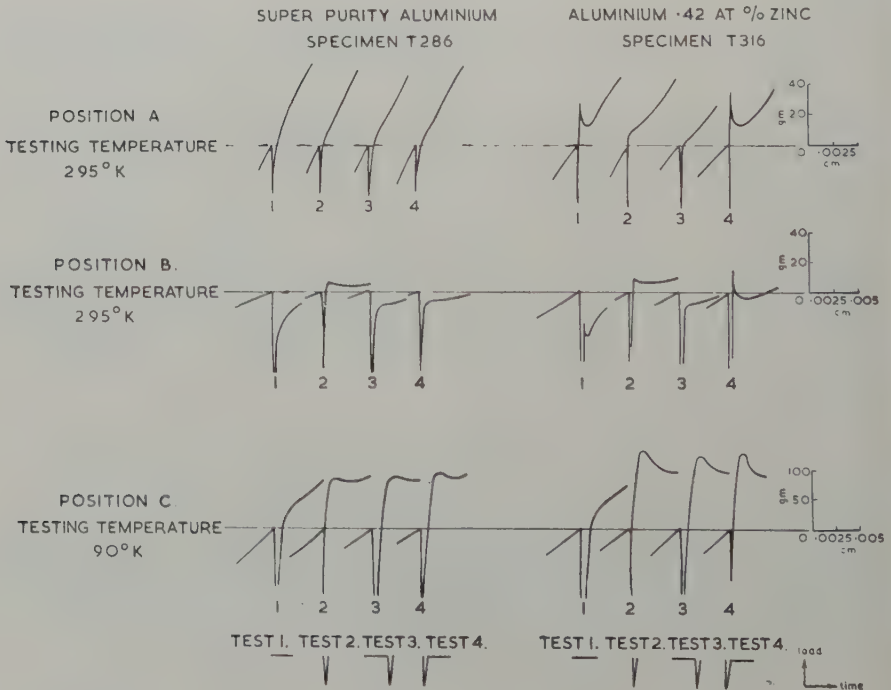 SUPER PURITY ALUMINIUM
SPECIMEN T286
ALUMINIUM ·42 AT % ZINC
SPECIMEN T316
POSITION A
TESTING TEMPERATURE
295°K
1 2 3 4
1 2 3 4
40
20
0
gm
·0025
cm
POSITION B.
TESTING TEMPERATURE
295°K
1 2 3 4
1 2 3 4
40
20
0
gm
·0025 ·005
cm
POSITION C.
TESTING TEMPERATURE
90°K
1 2 3 4
1 2 3 4
100
50
0
gm
·0025 ·005
cm
TEST 1. TEST 2. TEST 3. TEST 4.
TEST 1. TEST 2. TEST 3. TEST 4.
load
time